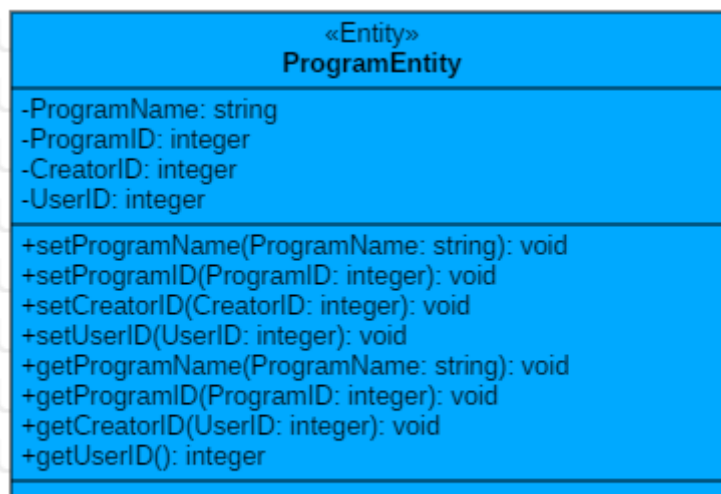 «Entity»
ProgramEntity
-ProgramName: string
-ProgramID: integer
-CreatorID: integer
-UserID: integer
+setProgramName(ProgramName: string): void
+setProgramID(ProgramID: integer): void
+setCreatorID(CreatorID: integer): void
+setUserID(UserID: integer): void
+getProgramName(ProgramName: string): void
+getProgramID(ProgramID: integer): void
+getCreatorID(UserID: integer): void
+getUserID(): integer